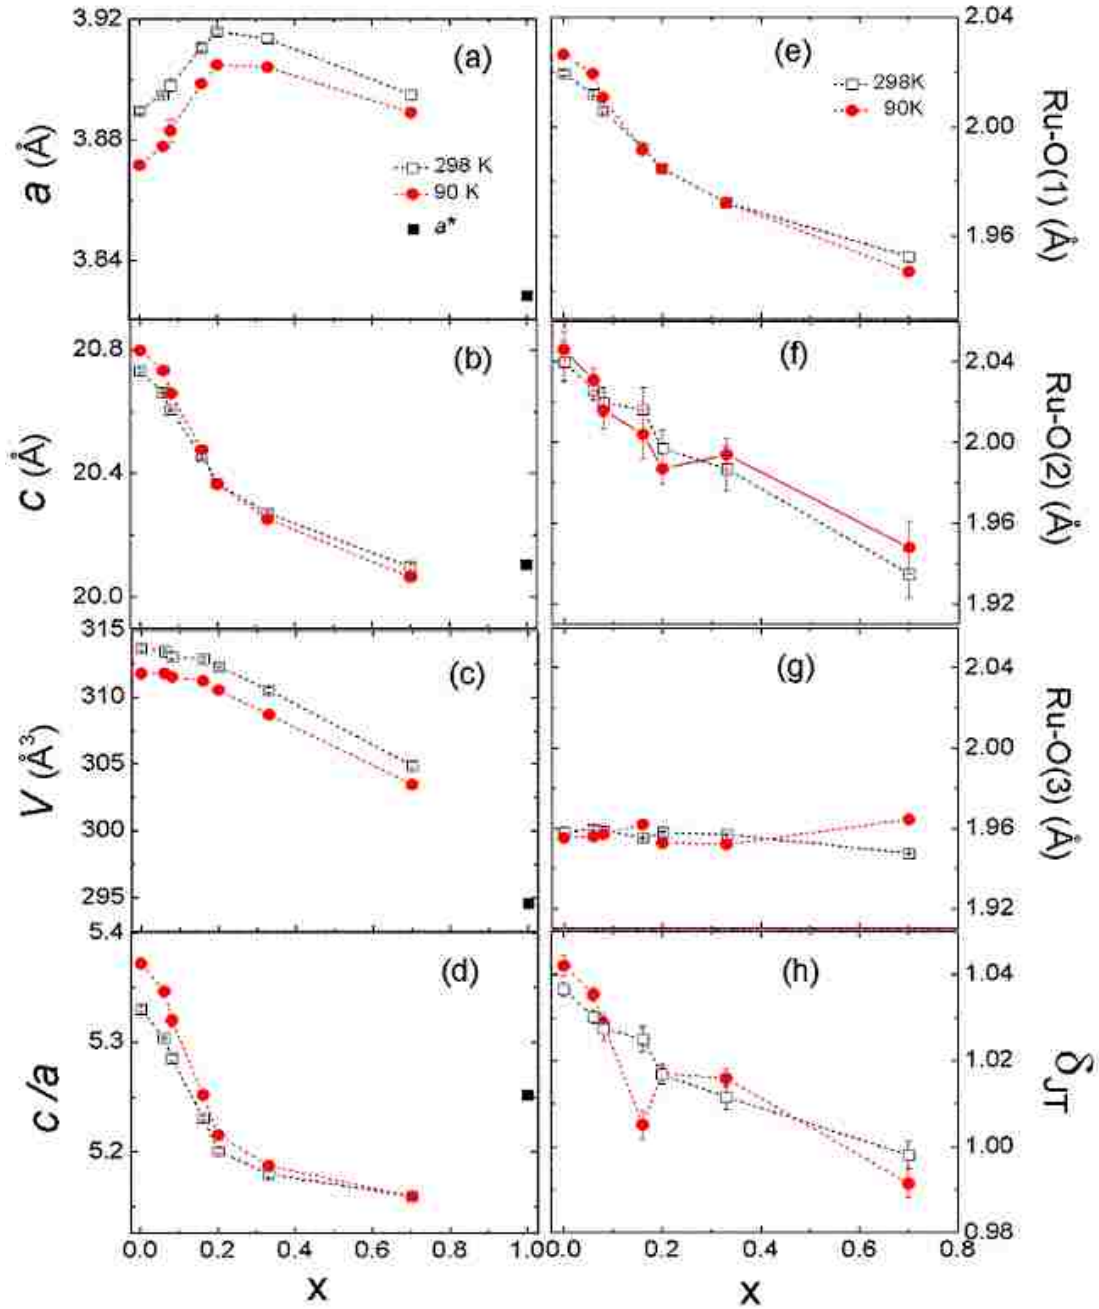 3.92
3.88
3.84
a (Å)
(a)
298 K
90 K
a*
20.8
20.4
20.0
c (Å)
(b)
315
310
305
300
295
V (Å³)
(c)
5.4
5.3
5.2
c/a
(d)
0.0 0.2 0.4 0.6 0.8 1.0
x
2.04
2.00
1.96
Ru-O(1) (Å)
(e)
298K
90K
2.04
2.00
1.96
1.92
Ru-O(2) (Å)
(f)
2.04
2.00
1.96
1.92
Ru-O(3) (Å)
(g)
1.04
1.02
1.00
0.98
δJT
(h)
0.0 0.2 0.4 0.6 0.8
x